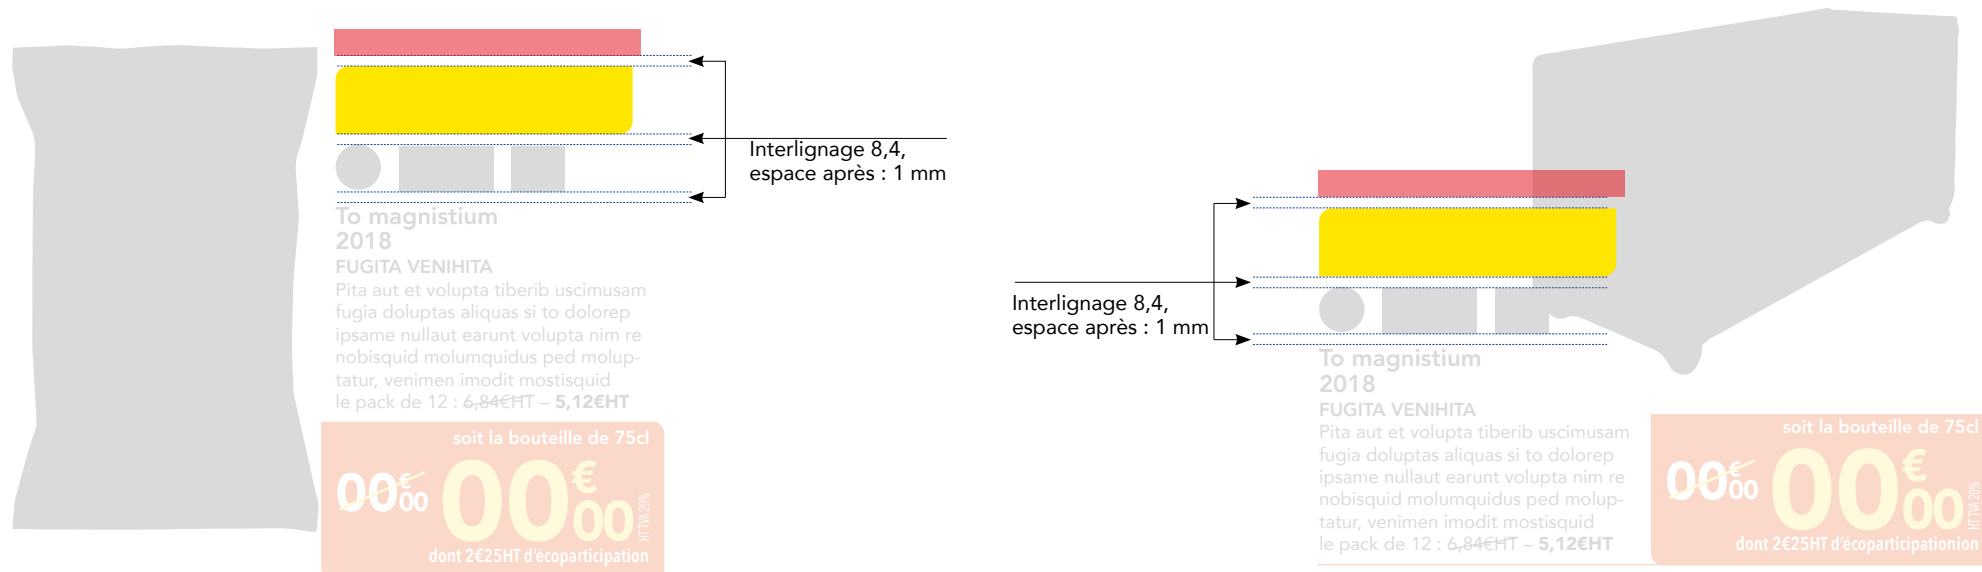 Interlignage 8,4,
espace après : 1 mm
To magnistium
2018
FUGITA VENIHITA
Pita aut et volupta tiberib uscimusam
fugia doluptas aliquas si to dolorep
ipsame nullaut earunt volupta nim re
nobisquid molumquidus ped molup-
tatur, venimen imodit mostisquid
le pack de 12 : 6,84€HT – 5,12€HT
soit la bouteille de 75cl
00€00
00€00
HT TVA 20%
dont 2€25HT d'écoparticipation
Interlignage 8,4,
espace après : 1 mm
To magnistium
2018
FUGITA VENIHITA
Pita aut et volupta tiberib uscimusam
fugia doluptas aliquas si to dolorep
ipsame nullaut earunt volupta nim re
nobisquid molumquidus ped molup-
tatur, venimen imodit mostisquid
le pack de 12 : 6,84€HT – 5,12€HT
soit la bouteille de 75cl
00€00
00€00
HT TVA 20%
dont 2€25HT d'écoparticipationion